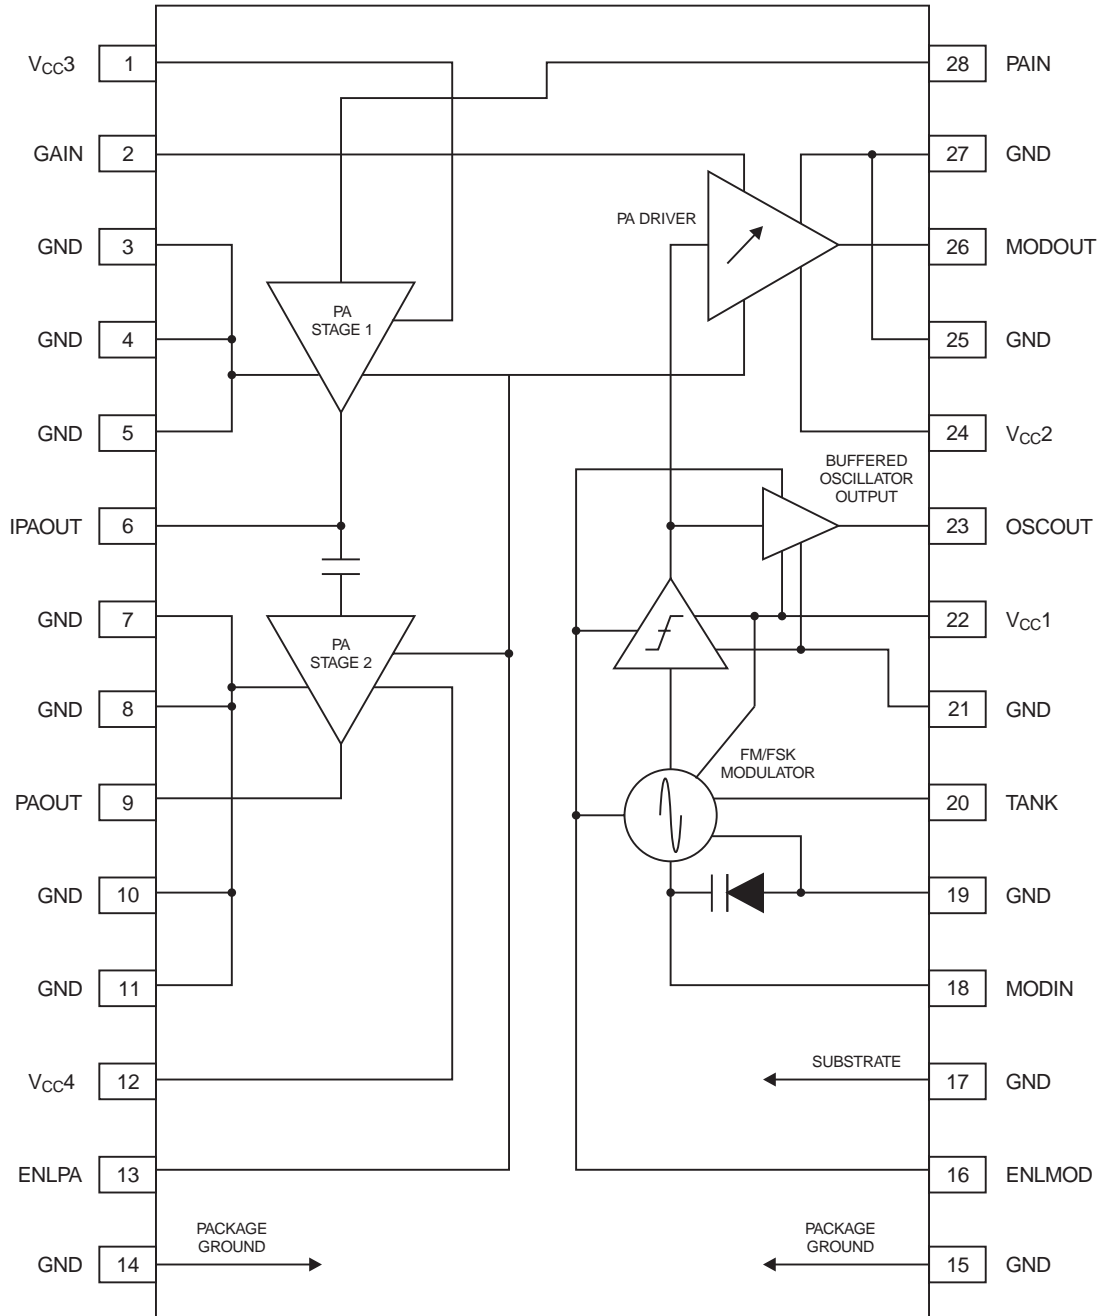 VCC3 1
GAIN 2
GND 3
GND 4
GND 5
IPAOUT 6
GND 7
GND 8
PAOUT 9
GND 10
GND 11
VCC4 12
ENLPA 13
GND 14
PA
STAGE 1
PA
STAGE 2
PACKAGE
GROUND
PA DRIVER
BUFFERED
OSCILLATOR
OUTPUT
FM/FSK
MODULATOR
SUBSTRATE
PACKAGE
GROUND
28 PAIN
27 GND
26 MODOUT
25 GND
24 VCC2
23 OSCOUT
22 VCC1
21 GND
20 TANK
19 GND
18 MODIN
17 GND
16 ENLMOD
15 GND